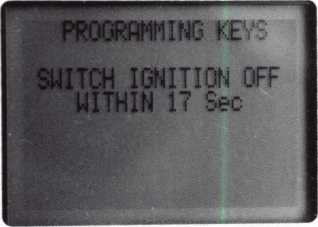 PROGRAMMING KEYS
SWITCH IGNITION OFF
WITHIN 17 Sec